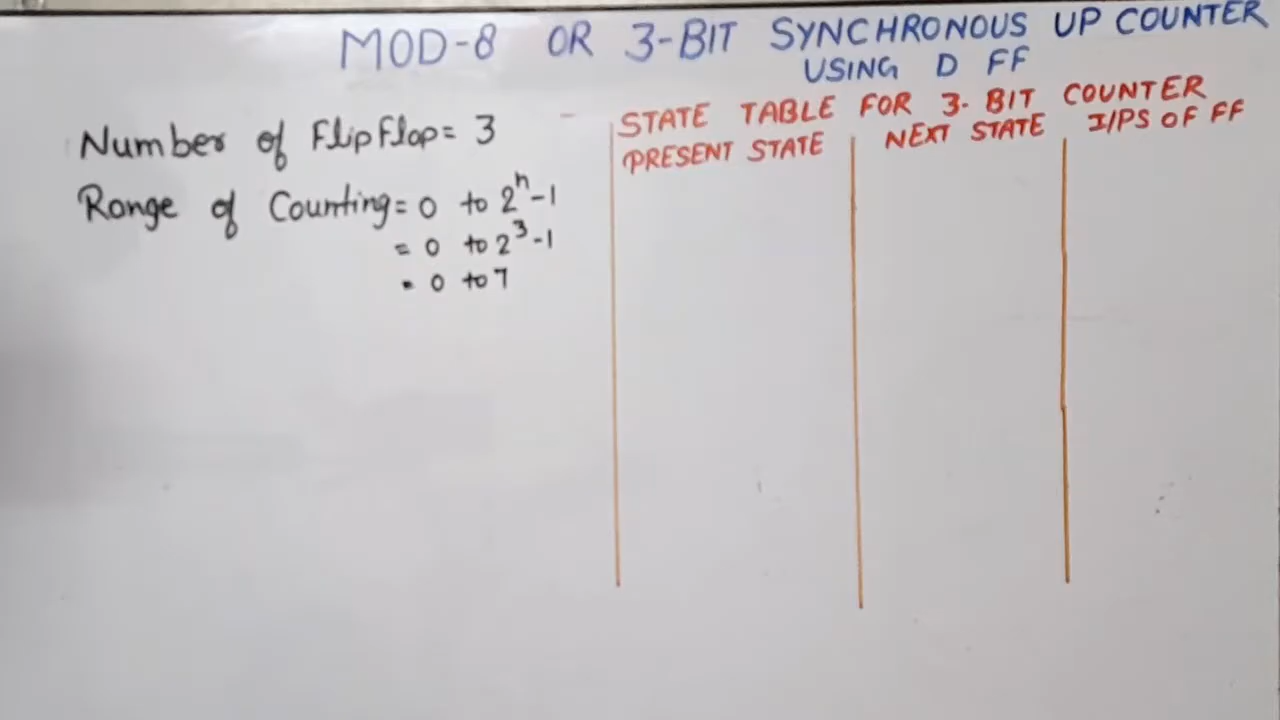 MOD-8 OR 3-BIT SYNCHRONOUS UP COUNTER
USING D FF
Number of FlipFlop = 3
Range of Counting = 0 to 2^n - 1
= 0 to 2^3 - 1
= 0 to 7
STATE TABLE FOR 3-BIT COUNTER
PRESENT STATE NEXT STATE I/PS OF FF